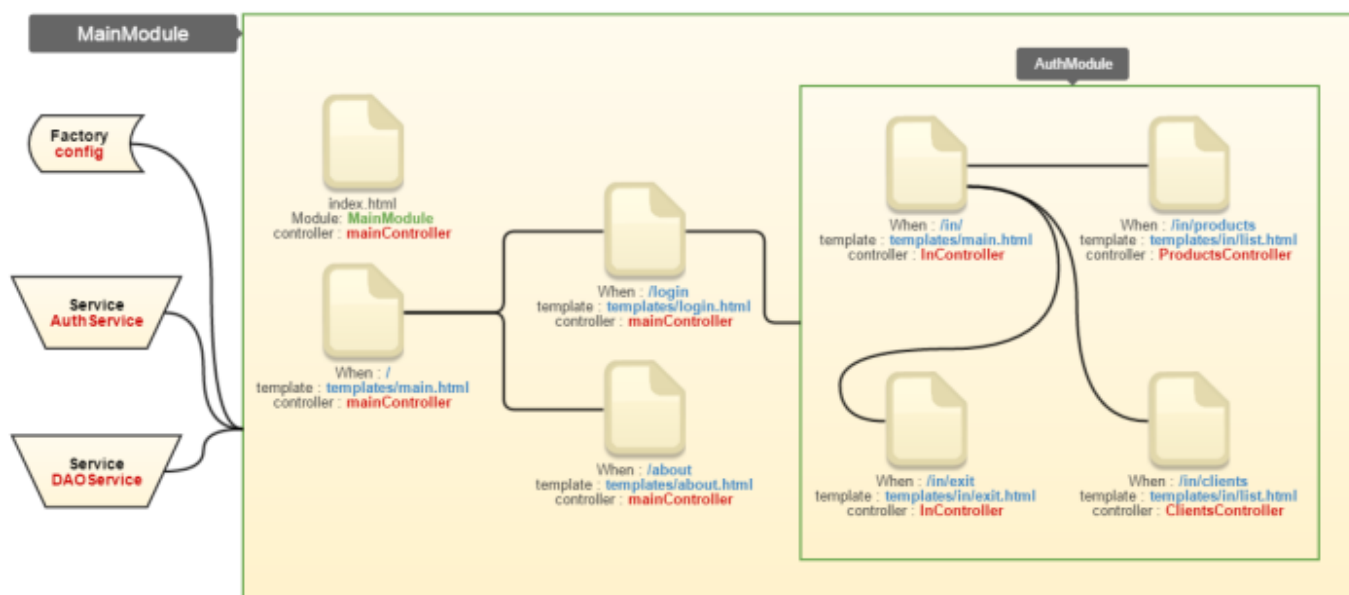 MainModule
AuthModule
Factory
config
Service
AuthService
Service
DAOService
index.html
Module: MainModule
controller : mainController
When : /
template : templates/main.html
controller : mainController
When : /login
template : templates/login.html
controller : mainController
When : /about
template : templates/about.html
controller : mainController
When : /in/
template : templates/main.html
controller : InController
When : /in/products
template : templates/in/list.html
controller : ProductsController
When : /in/exit
template : templates/in/exit.html
controller : InController
When : /in/clients
template : templates/in/list.html
controller : ClientsController